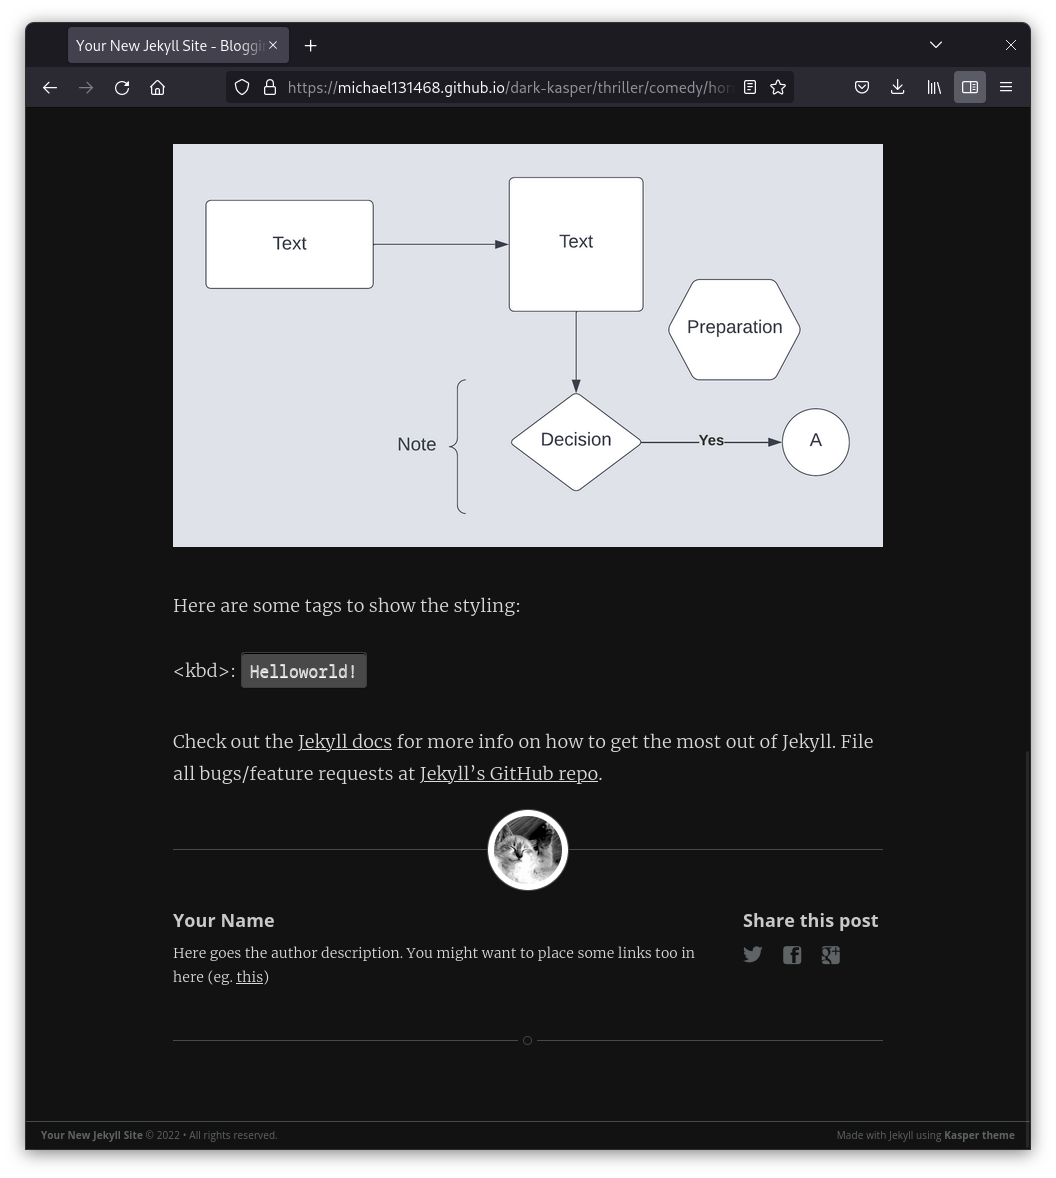 Your New Jekyll Site - Bloggi
https://michael131468.github.io/dark-kasper/thriller/comedy/hor
Text
Text
Preparation
Note
Decision
Yes
A
Here are some tags to show the styling:
<kbd>: Helloworld!
Check out the Jekyll docs for more info on how to get the most out of Jekyll. File
all bugs/feature requests at Jekyll’s GitHub repo.
Your Name
Share this post
Here goes the author description. You might want to place some links too in
here (eg. this)
Your New Jekyll Site © 2022 • All rights reserved.
Made with Jekyll using Kasper theme